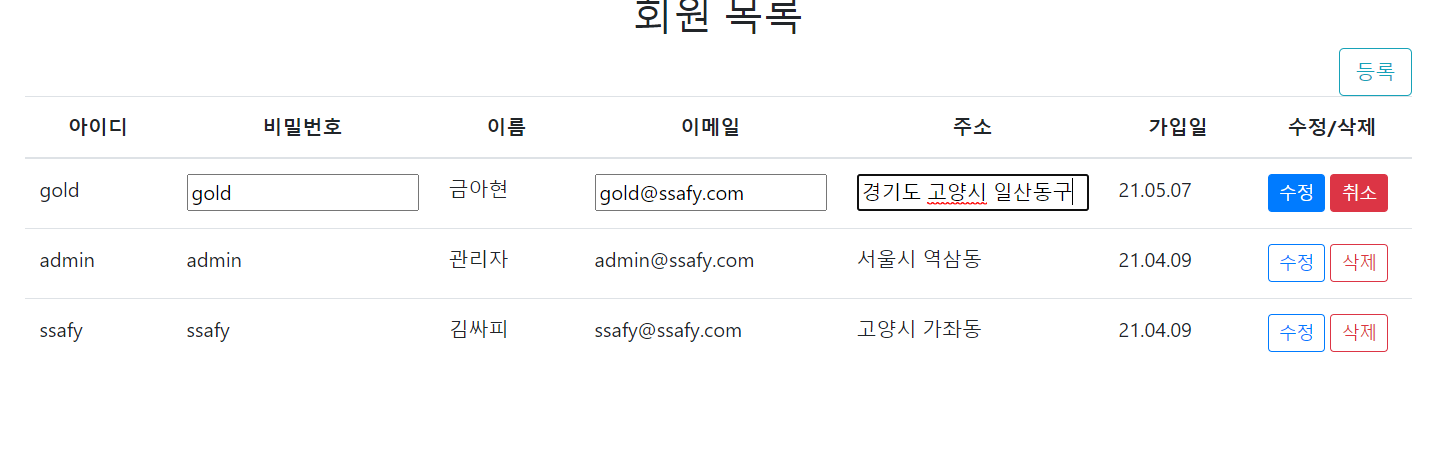 회원 목록
등록
아이디 비밀번호 이름 이메일 주소 가입일 수정/삭제
gold gold 금아현 gold@ssafy.com 경기도 고양시 일산동구 21.05.07 수정 취소
admin admin 관리자 admin@ssafy.com 서울시 역삼동 21.04.09 수정 삭제
ssafy ssafy 김싸피 ssafy@ssafy.com 고양시 가좌동 21.04.09 수정 삭제